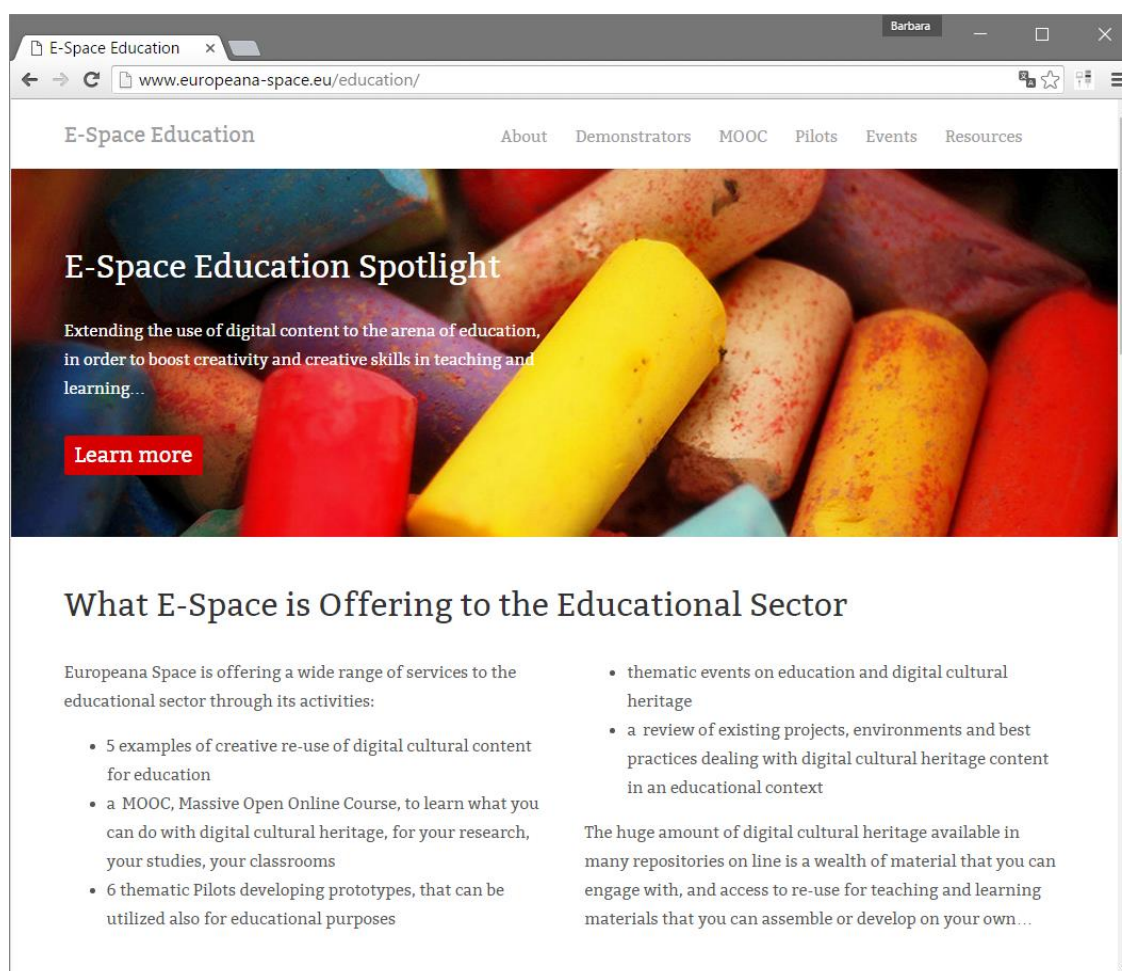 Barbara
E-Space Education
www.europeana-space.eu/education/
E-Space Education
About Demonstrators MOOC Pilots Events Resources
E-Space Education Spotlight
Extending the use of digital content to the arena of education,
in order to boost creativity and creative skills in teaching and
learning...
Learn more
What E-Space is Offering to the Educational Sector
Europeana Space is offering a wide range of services to the
educational sector through its activities:
• 5 examples of creative re-use of digital cultural content
for education
• a MOOC, Massive Open Online Course, to learn what you
can do with digital cultural heritage, for your research,
your studies, your classrooms
• 6 thematic Pilots developing prototypes, that can be
utilized also for educational purposes
• thematic events on education and digital cultural
heritage
• a review of existing projects, environments and best
practices dealing with digital cultural heritage content
in an educational context
The huge amount of digital cultural heritage available in
many repositories on line is a wealth of material that you can
engage with, and access to re-use for teaching and learning
materials that you can assemble or develop on your own...